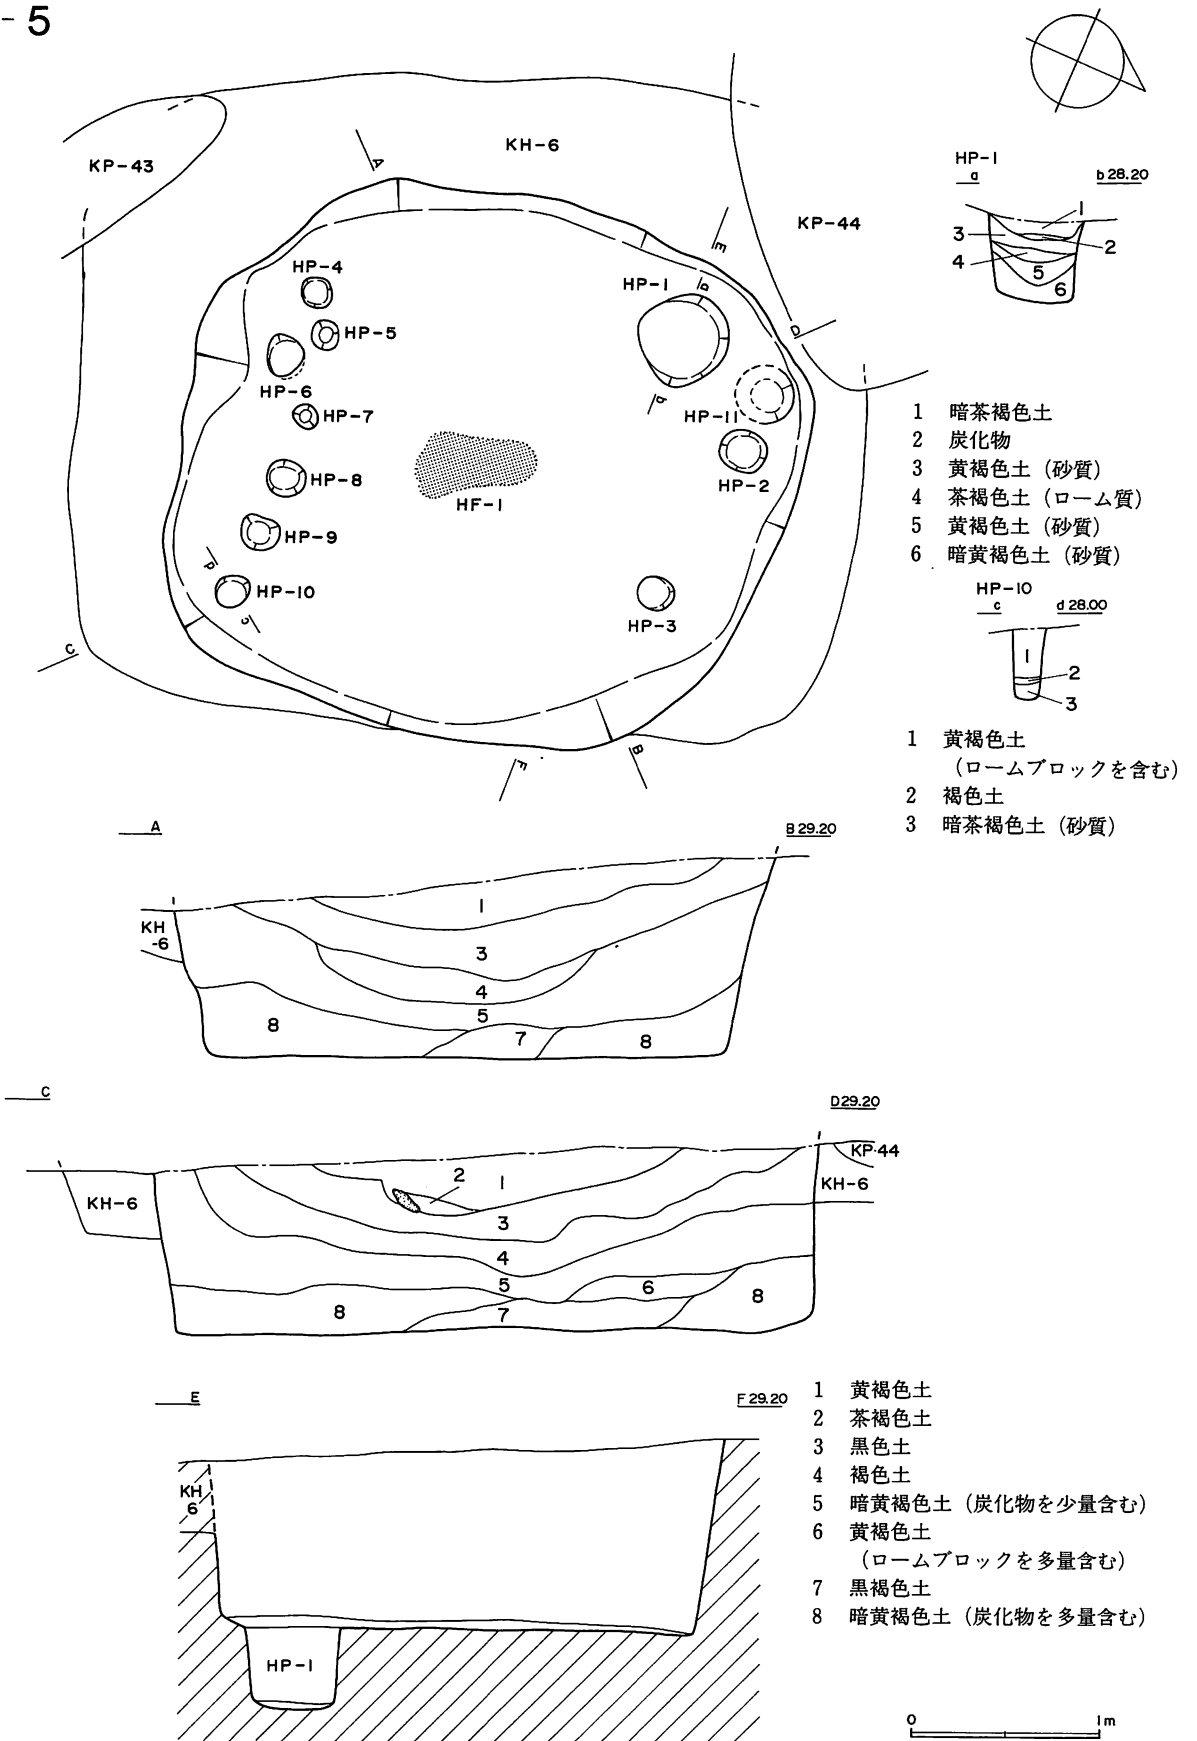 - 5
KP-43
KH-6
KP-44
A
E
D
a
b
HP-4
HP-5
HP-6
HP-7
HP-8
HP-9
HP-10
HP-1
HP-11
HP-2
HF-1
HP-3
d
c
C
F
B
HP-1
a b 28.20
1
3
2
4
5
6
1 暗茶褐色土
2 炭化物
3 黄褐色土(砂質)
4 茶褐色土(ローム質)
5 黄褐色土(砂質)
6 暗黄褐色土(砂質)
HP-10
c d 28.00
1
2
3
1 黄褐色土
(ロームブロックを含む)
2 褐色土
3 暗茶褐色土(砂質)
A B 29.20
KH
-6
1
3
4
5
8 7 8
C D 29.20
KP-44
KH-6 2 1 KH-6
3
4
5 6
8 7 8
E F 29.20
KH
6
HP-1
1 黄褐色土
2 茶褐色土
3 黒色土
4 褐色土
5 暗黄褐色土(炭化物を少量含む)
6 黄褐色土
(ロームブロックを多量含む)
7 黒褐色土
8 暗黄褐色土(炭化物を多量含む)
0 1m